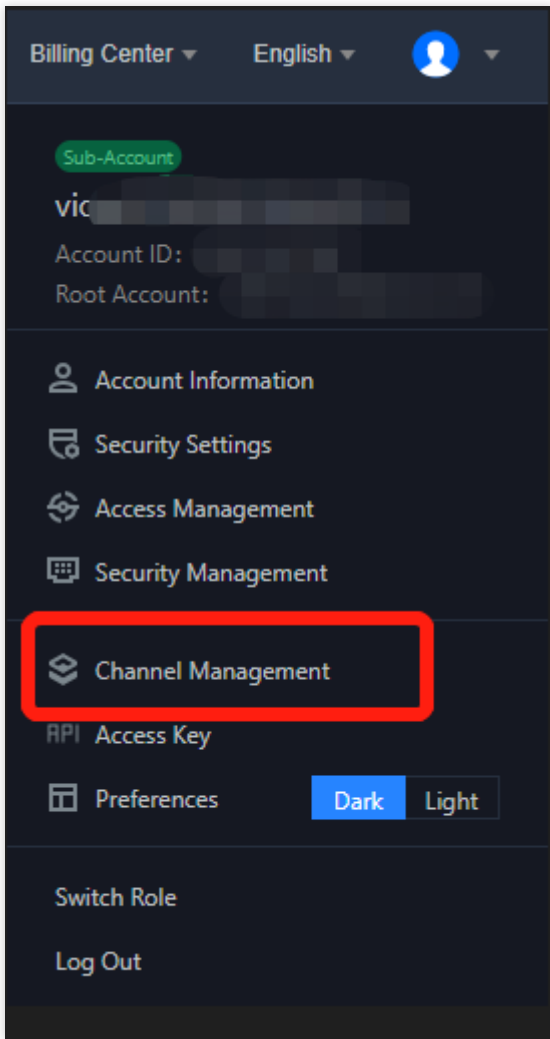 Billing Center English
Sub-Account
vic
Account ID:
Root Account:
Account Information
Security Settings
Access Management
Security Management
Channel Management
API Access Key
Preferences Dark Light
Switch Role
Log Out